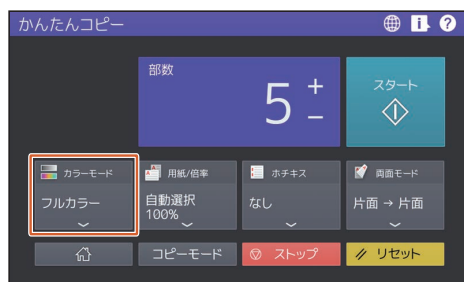 かんたんコピー
部数
5
スタート
カラーモード
用紙/倍率
ホチキス
両面モード
フルカラー
自動選択
100%
なし
片面 → 片面
コピーモード
ストップ
リセット